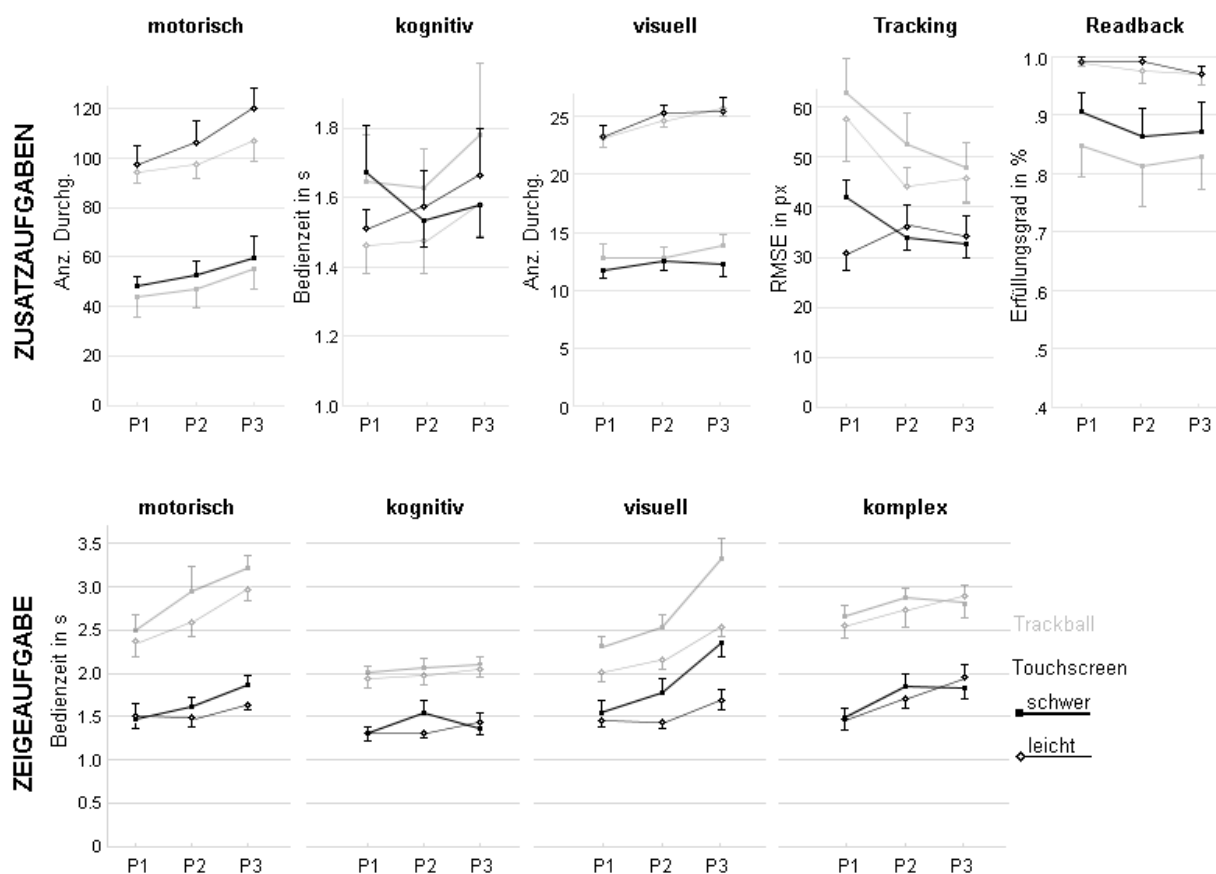 motorisch kognitiv visuell Tracking Readback
ZUSATZAUFGABEN
Anz. Durchg.
120
100
80
60
40
20
0
P1 P2 P3
Bedienzeit in s
1.8
1.6
1.4
1.2
1.0
P1 P2 P3
Anz. Durchg.
25
20
15
10
5
0
P1 P2 P3
RMSE in px
60
50
40
30
20
10
0
P1 P2 P3
Erfüllungsgrad in %
1.0
.9
.8
.7
.6
.5
.4
P1 P2 P3
motorisch kognitiv visuell komplex
ZEIGEAUFGABE
Bedienzeit in s
3.5
3.0
2.5
2.0
1.5
1.0
0.5
0
P1 P2 P3
P1 P2 P3
P1 P2 P3
P1 P2 P3
Trackball
Touchscreen
schwer
leicht